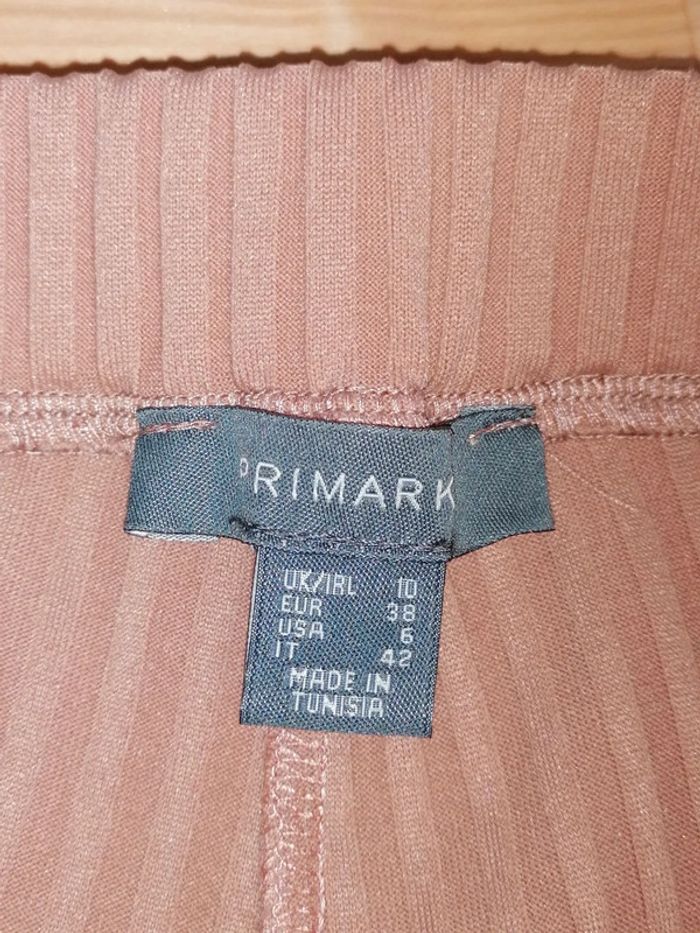 PRIMARK
UK/IRL 10
EUR 38
USA 6
IT 42
MADE IN
TUNISIA